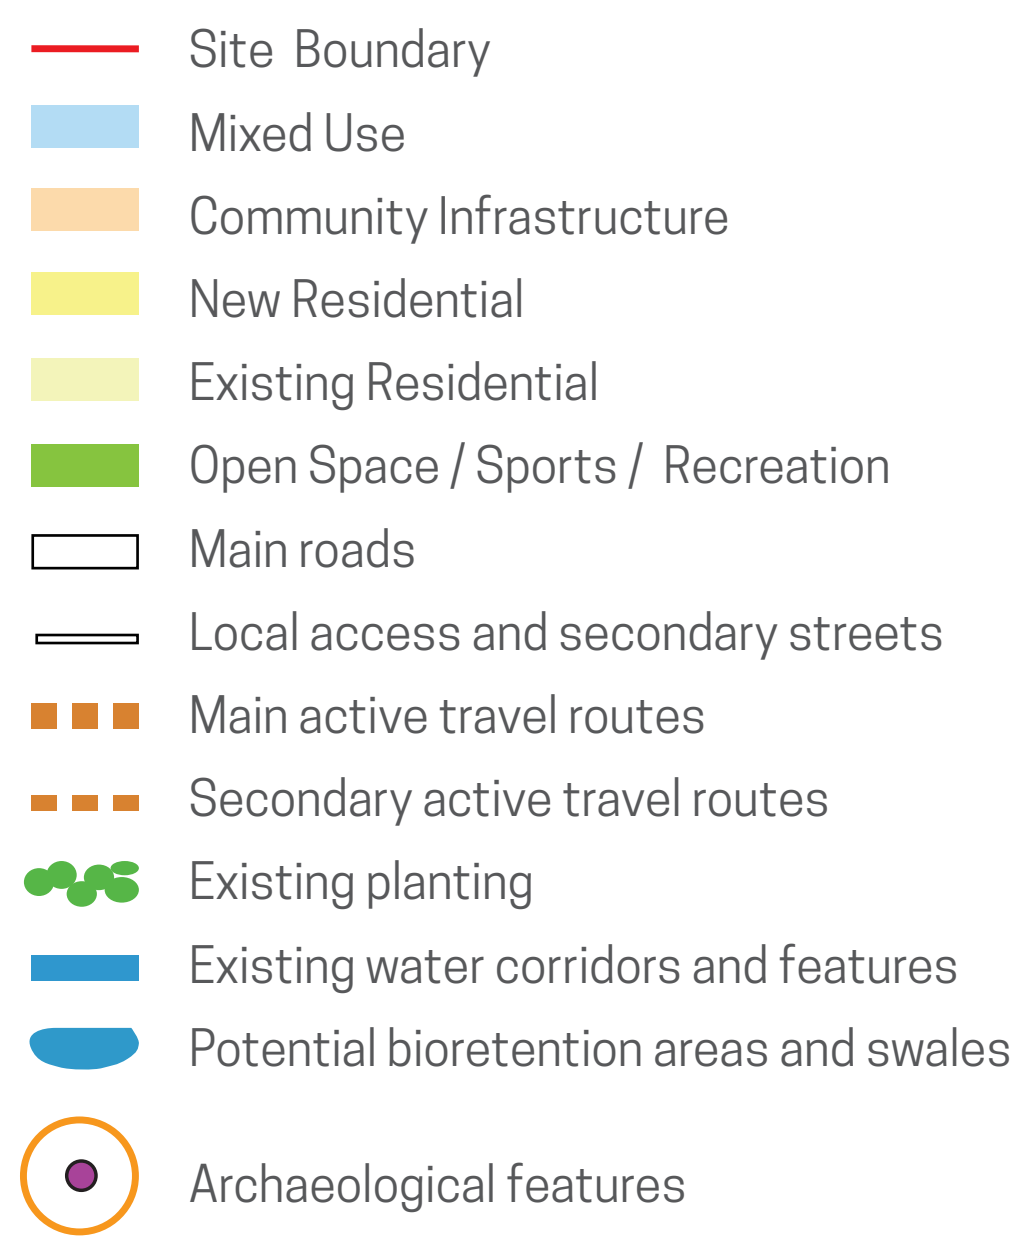 Site Boundary
Mixed Use
Community Infrastructure
New Residential
Existing Residential
Open Space / Sports / Recreation
Main roads
Local access and secondary streets
Main active travel routes
Secondary active travel routes
Existing planting
Existing water corridors and features
Potential bioretention areas and swales
Archaeological features